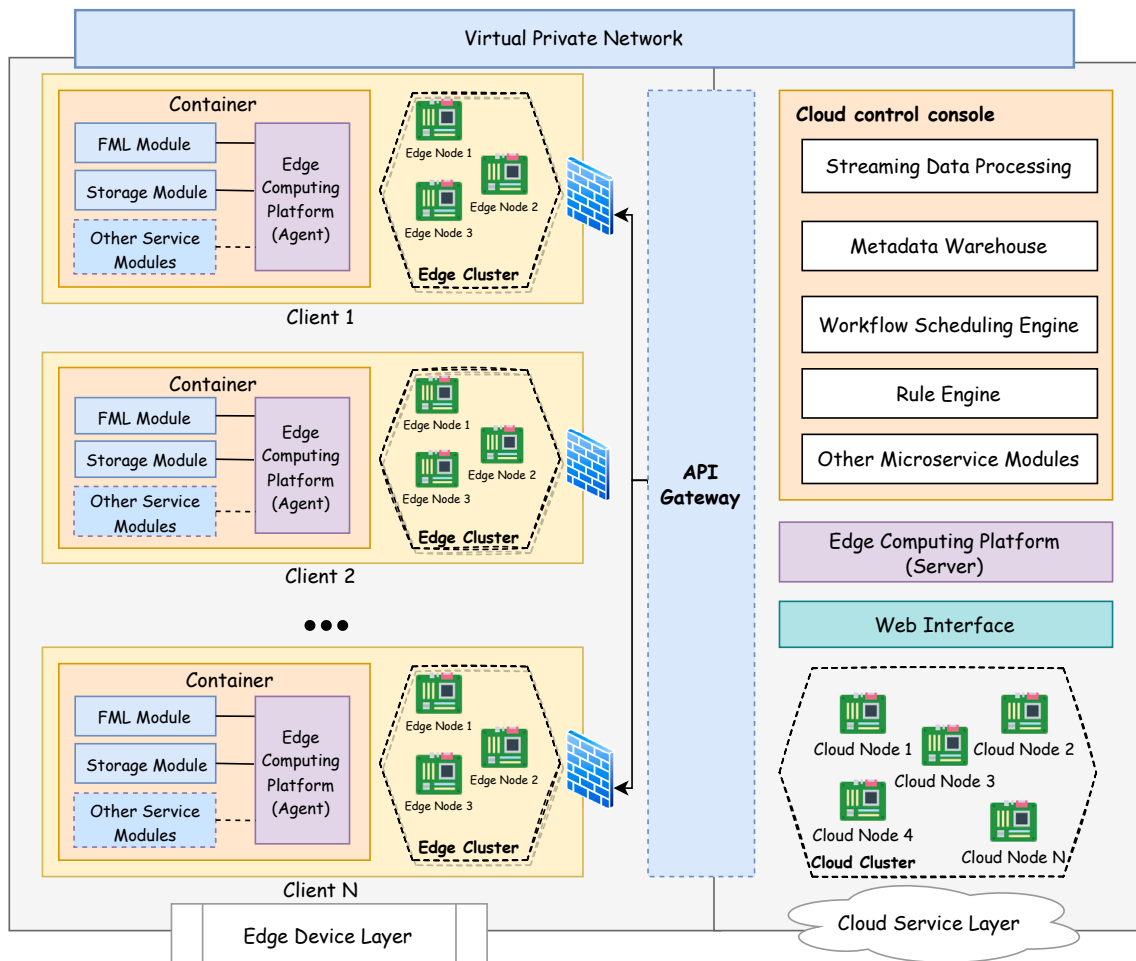 Virtual Private Network
Container
FML Module
Storage Module
Other Service
Modules
Edge
Computing
Platform
(Agent)
Edge Node 1
Edge Node 2
Edge Node 3
Edge Cluster
Client 1
Container
FML Module
Storage Module
Other Service
Modules
Edge
Computing
Platform
(Agent)
Edge Node 1
Edge Node 2
Edge Node 3
Edge Cluster
Client 2
Container
FML Module
Storage Module
Other Service
Modules
Edge
Computing
Platform
(Agent)
Edge Node 1
Edge Node 2
Edge Node 3
Edge Cluster
Client N
Edge Device Layer
API
Gateway
Cloud control console
Streaming Data Processing
Metadata Warehouse
Workflow Scheduling Engine
Rule Engine
Other Microservice Modules
Edge Computing Platform
(Server)
Web Interface
Cloud Node 1
Cloud Node 2
Cloud Node 3
Cloud Node 4
Cloud Node N
Cloud Cluster
Cloud Service Layer